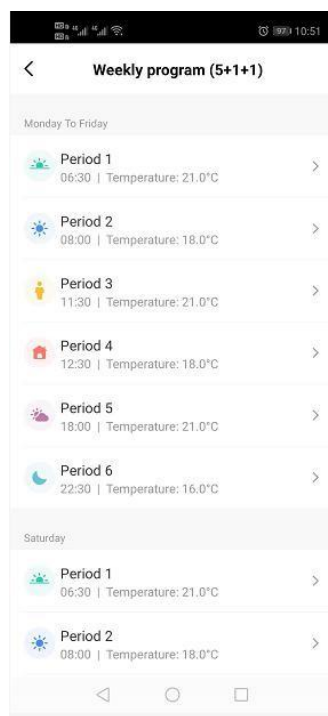 97 10:51
Weekly program (5+1+1)
Monday To Friday
Period 1
06:30 | Temperature: 21.0°C
Period 2
08:00 | Temperature: 18.0°C
Period 3
11:30 | Temperature: 21.0°C
Period 4
12:30 | Temperature: 18.0°C
Period 5
18:00 | Temperature: 21.0°C
Period 6
22:30 | Temperature: 16.0°C
Saturday
Period 1
06:30 | Temperature: 21.0°C
Period 2
08:00 | Temperature: 18.0°C